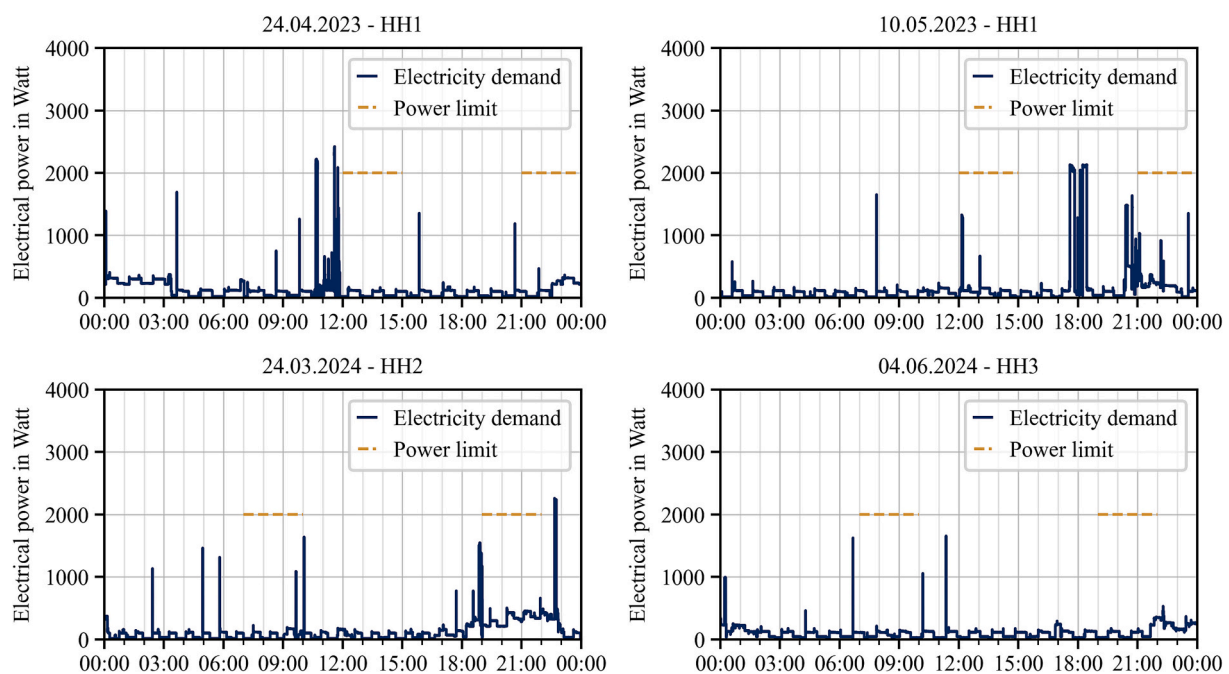 24.04.2023 - HH1
Electrical power in Watt
4000
3000
2000
1000
0
Electricity demand
Power limit
00:00 03:00 06:00 09:00 12:00 15:00 18:00 21:00 00:00
10.05.2023 - HH1
Electrical power in Watt
4000
3000
2000
1000
0
Electricity demand
Power limit
00:00 03:00 06:00 09:00 12:00 15:00 18:00 21:00 00:00
24.03.2024 - HH2
Electrical power in Watt
4000
3000
2000
1000
0
Electricity demand
Power limit
00:00 03:00 06:00 09:00 12:00 15:00 18:00 21:00 00:00
04.06.2024 - HH3
Electrical power in Watt
4000
3000
2000
1000
0
Electricity demand
Power limit
00:00 03:00 06:00 09:00 12:00 15:00 18:00 21:00 00:00